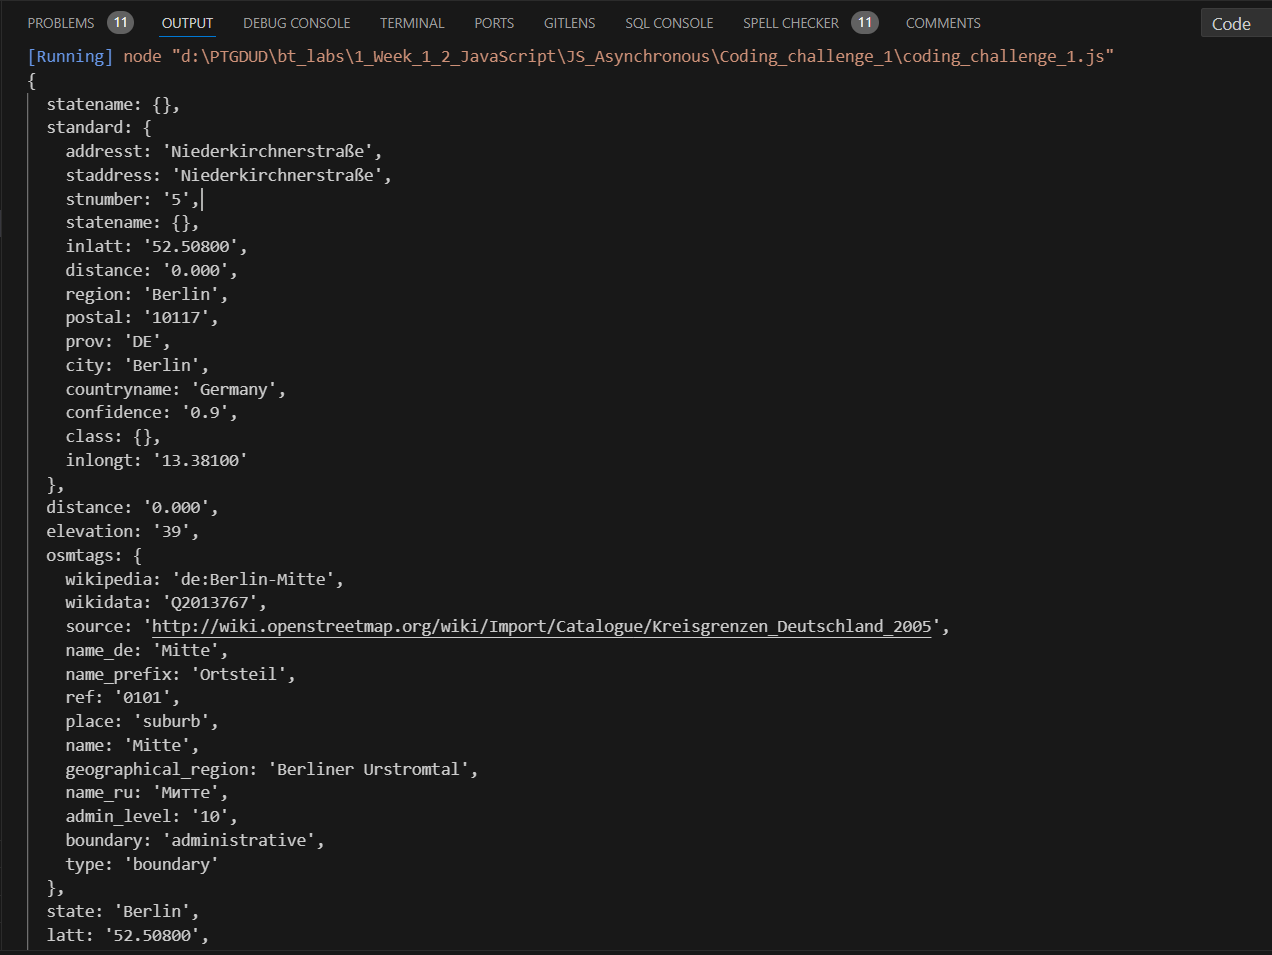 PROBLEMS 11 OUTPUT DEBUG CONSOLE TERMINAL PORTS GITLENS SQL CONSOLE SPELL CHECKER 11 COMMENTS Code
[Running] node "d:\PTGDUD\bt_labs\1_Week_1_2_JavaScript\JS_Asynchronous\Coding_challenge_1\coding_challenge_1.js"
{
  statename: {},
  standard: {
    addresst: 'Niederkirchnerstraße',
    staddress: 'Niederkirchnerstraße',
    stnumber: '5',
    statename: {},
    inlatt: '52.50800',
    distance: '0.000',
    region: 'Berlin',
    postal: '10117',
    prov: 'DE',
    city: 'Berlin',
    countryname: 'Germany',
    confidence: '0.9',
    class: {},
    inlongt: '13.38100'
  },
  distance: '0.000',
  elevation: '39',
  osmtags: {
    wikipedia: 'de:Berlin-Mitte',
    wikidata: 'Q2013767',
    source: 'http://wiki.openstreetmap.org/wiki/Import/Catalogue/Kreisgrenzen_Deutschland_2005',
    name_de: 'Mitte',
    name_prefix: 'Ortsteil',
    ref: '0101',
    place: 'suburb',
    name: 'Mitte',
    geographical_region: 'Berliner Urstromtal',
    name_ru: 'Митте',
    admin_level: '10',
    boundary: 'administrative',
    type: 'boundary'
  },
  state: 'Berlin',
  latt: '52.50800',